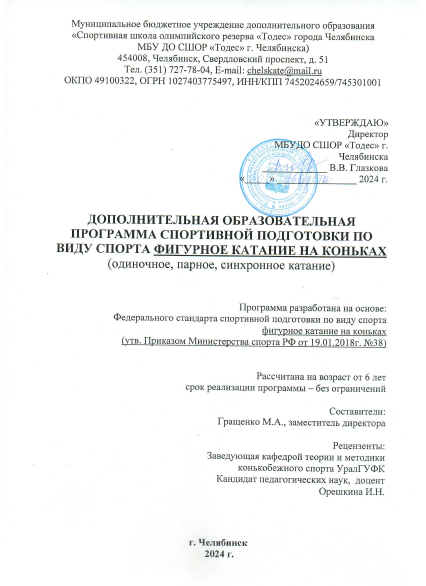 Муниципальное бюджетное учреждение дополнительного образования
«Спортивная школа олимпийского резерва «Тодес» города Челябинска
МБУ ДО СШОР «Тодес» г. Челябинска)
454008, Челябинск, Свердловский проспект, д. 51
Тел. (351) 727-78-04, E-mail: chelskate@mail.ru
ОКПО 49100322, ОГРН 1027403775497, ИНН/КПП 7452024659/745301001
«УТВЕРЖДАЮ»
Директор
МБУДО СШОР «Тодес» г.
Челябинска
В.В. Глазкова
«___»________________ 2024 г.
ДОПОЛНИТЕЛЬНАЯ ОБРАЗОВАТЕЛЬНАЯ
ПРОГРАММА СПОРТИВНОЙ ПОДГОТОВКИ ПО
ВИДУ СПОРТА ФИГУРНОЕ КАТАНИЕ НА КОНЬКАХ
(одиночное, парное, синхронное катание)
Программа разработана на основе:
Федерального стандарта спортивной подготовки по виду спорта
фигурное катание на коньках
(утв. Приказом Министерства спорта РФ от 19.01.2018г. №38)
Рассчитана на возраст от 6 лет
срок реализации программы – без ограничений
Составители:
Гращенко М.А., заместитель директора
Рецензенты:
Заведующая кафедрой теории и методики
конькобежного спорта УралГУФК
Кандидат педагогических наук, доцент
Орешкина И.Н.
г. Челябинск
2024 г.